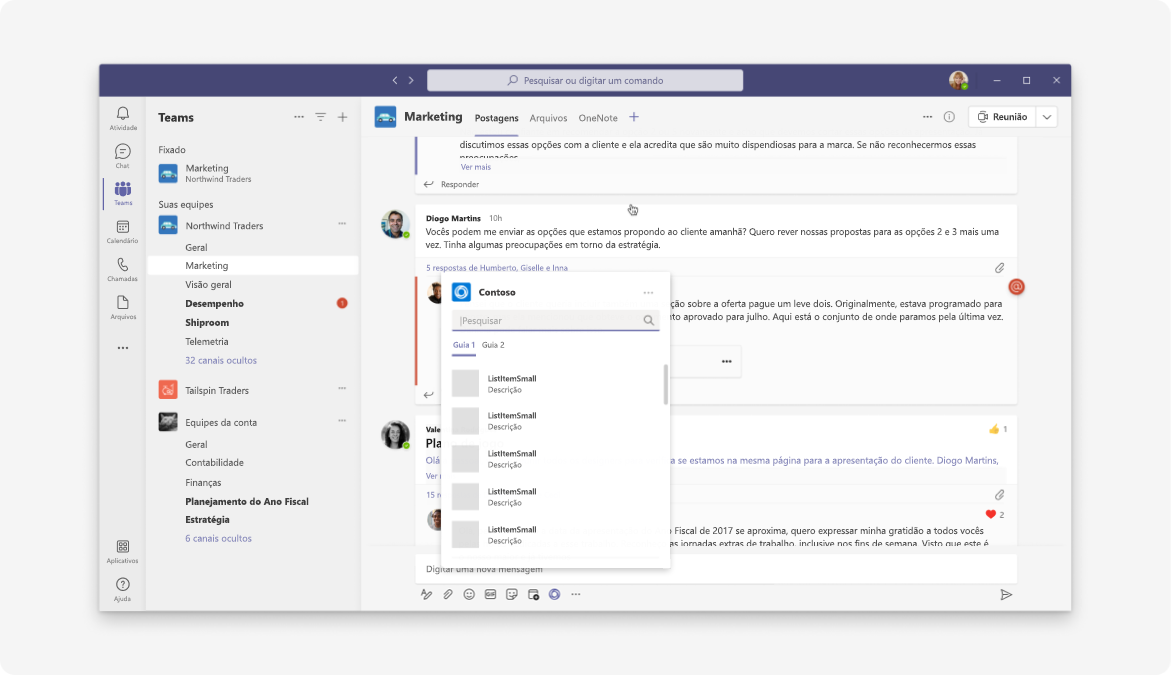 Pesquisar ou digitar um comando
Atividade
Chat
Teams
Calendário
Chamadas
Arquivos
Aplicativos
Ajuda
Teams
Fixado
Marketing
Northwind Traders
Suas equipes
Northwind Traders
Geral
Marketing
Visão geral
Desempenho
1
Shiproom
Telemetria
32 canais ocultos
Tailspin Traders
Equipes da conta
Geral
Contabilidade
Finanças
Planejamento do Ano Fiscal
Estratégia
6 canais ocultos
Marketing Postagens Arquivos OneNote
Reunião
discutimos essas opções com a cliente e ela acredita que são muito dispendiosas para a marca. Se não reconhecermos essas
preocupações
Ver mais
Responder
Diogo Martins 10h
Vocês podem me enviar as opções que estamos propondo ao cliente amanhã? Quero rever nossas propostas para as opções 2 e 3 mais uma
vez. Tinha algumas preocupações em torno da estratégia.
5 respostas de Humberto, Giselle e Inna
ção sobre a oferta pague um leve dois. Originalmente, estava programado para
to aprovado para julho. Aqui está o conjunto de onde paramos pela última vez.
Contoso
Pesquisar
Guia 1 Guia 2
ListItemSmall
Descrição
ListItemSmall
Descrição
ListItemSmall
Descrição
ListItemSmall
Descrição
ListItemSmall
Descrição
Vale
1
Pla
Olá
a se estamos na mesma página para a apresentação do cliente. Diogo Martins,
Ver
15 r
2
o Fiscal de 2017 se aproxima, quero expressar minha gratidão a todos vocês
as jornadas extras de trabalho, inclusive nos fins de semana. Visto que este é
Digitar uma nova mensagem
GIF